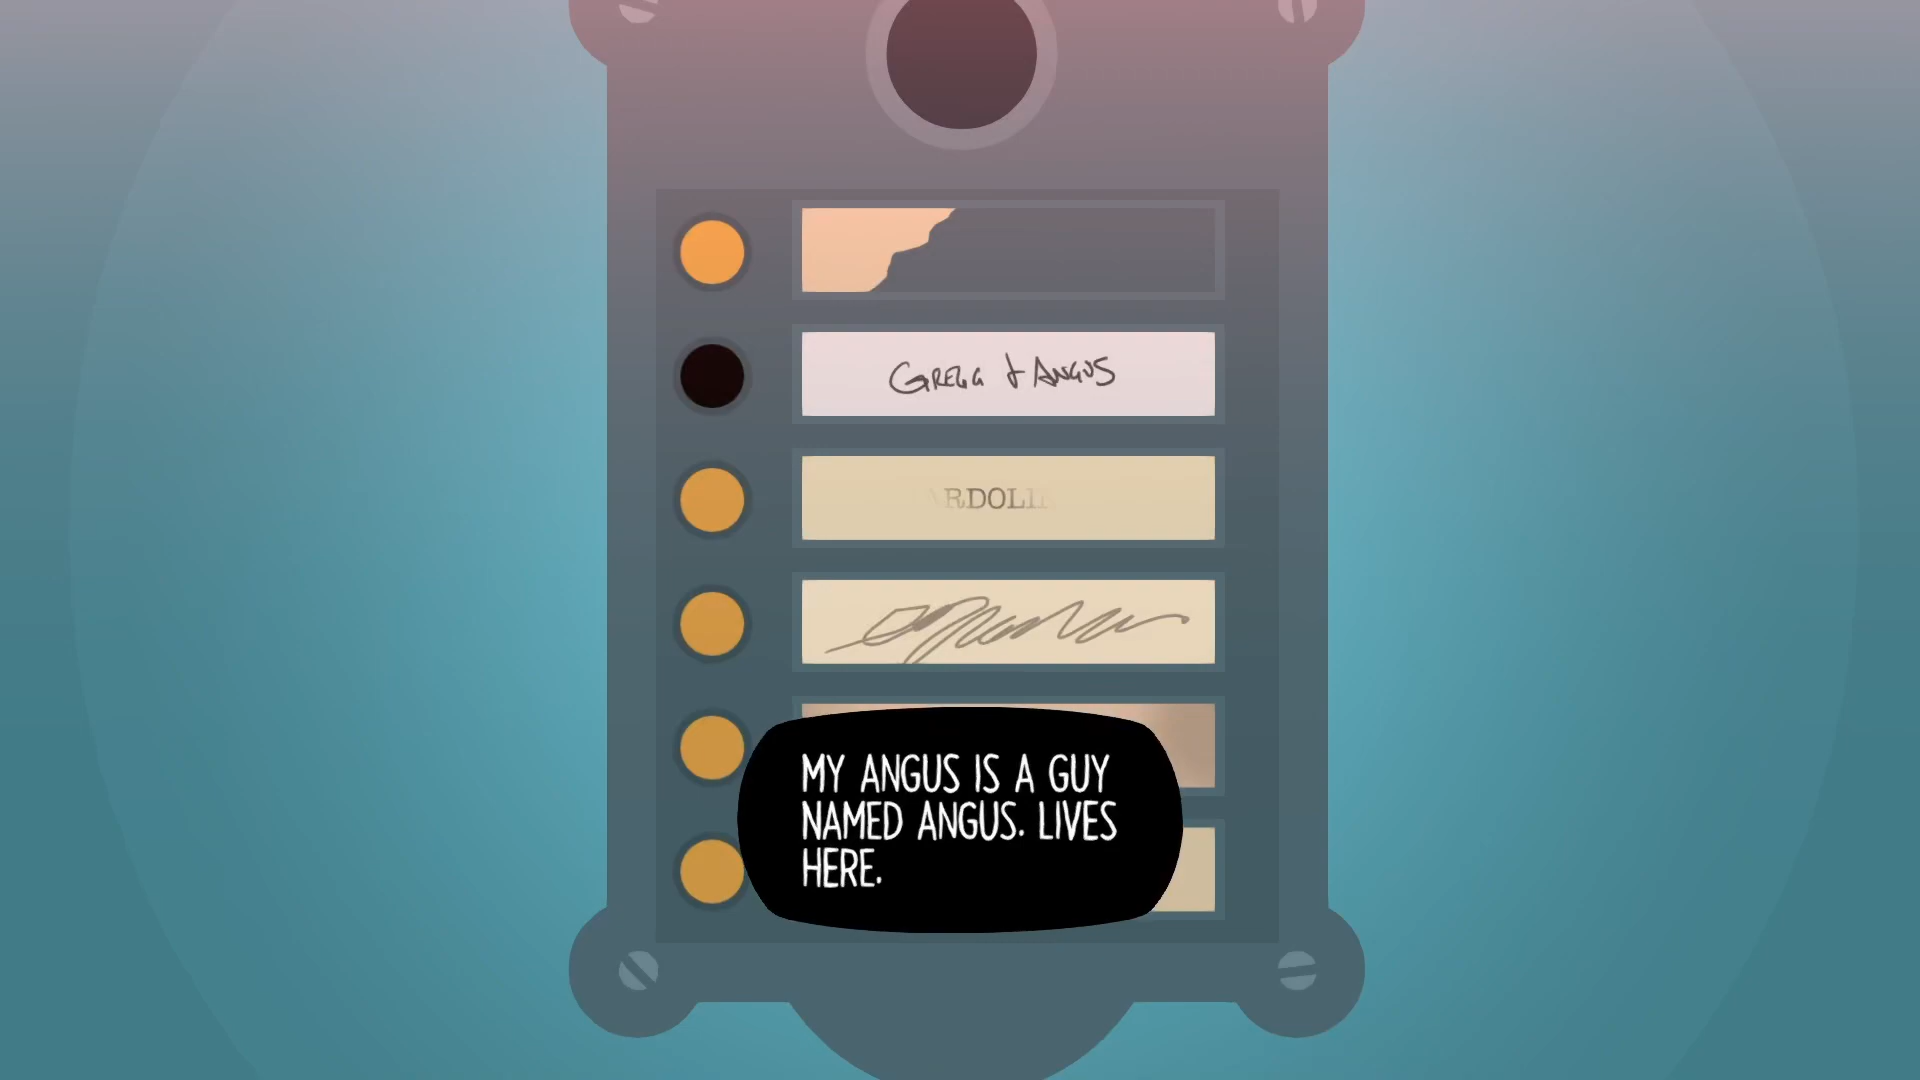 GREGG & ANGUS
RDOLI
MY ANGUS IS A GUY
NAMED ANGUS. LIVES
HERE.